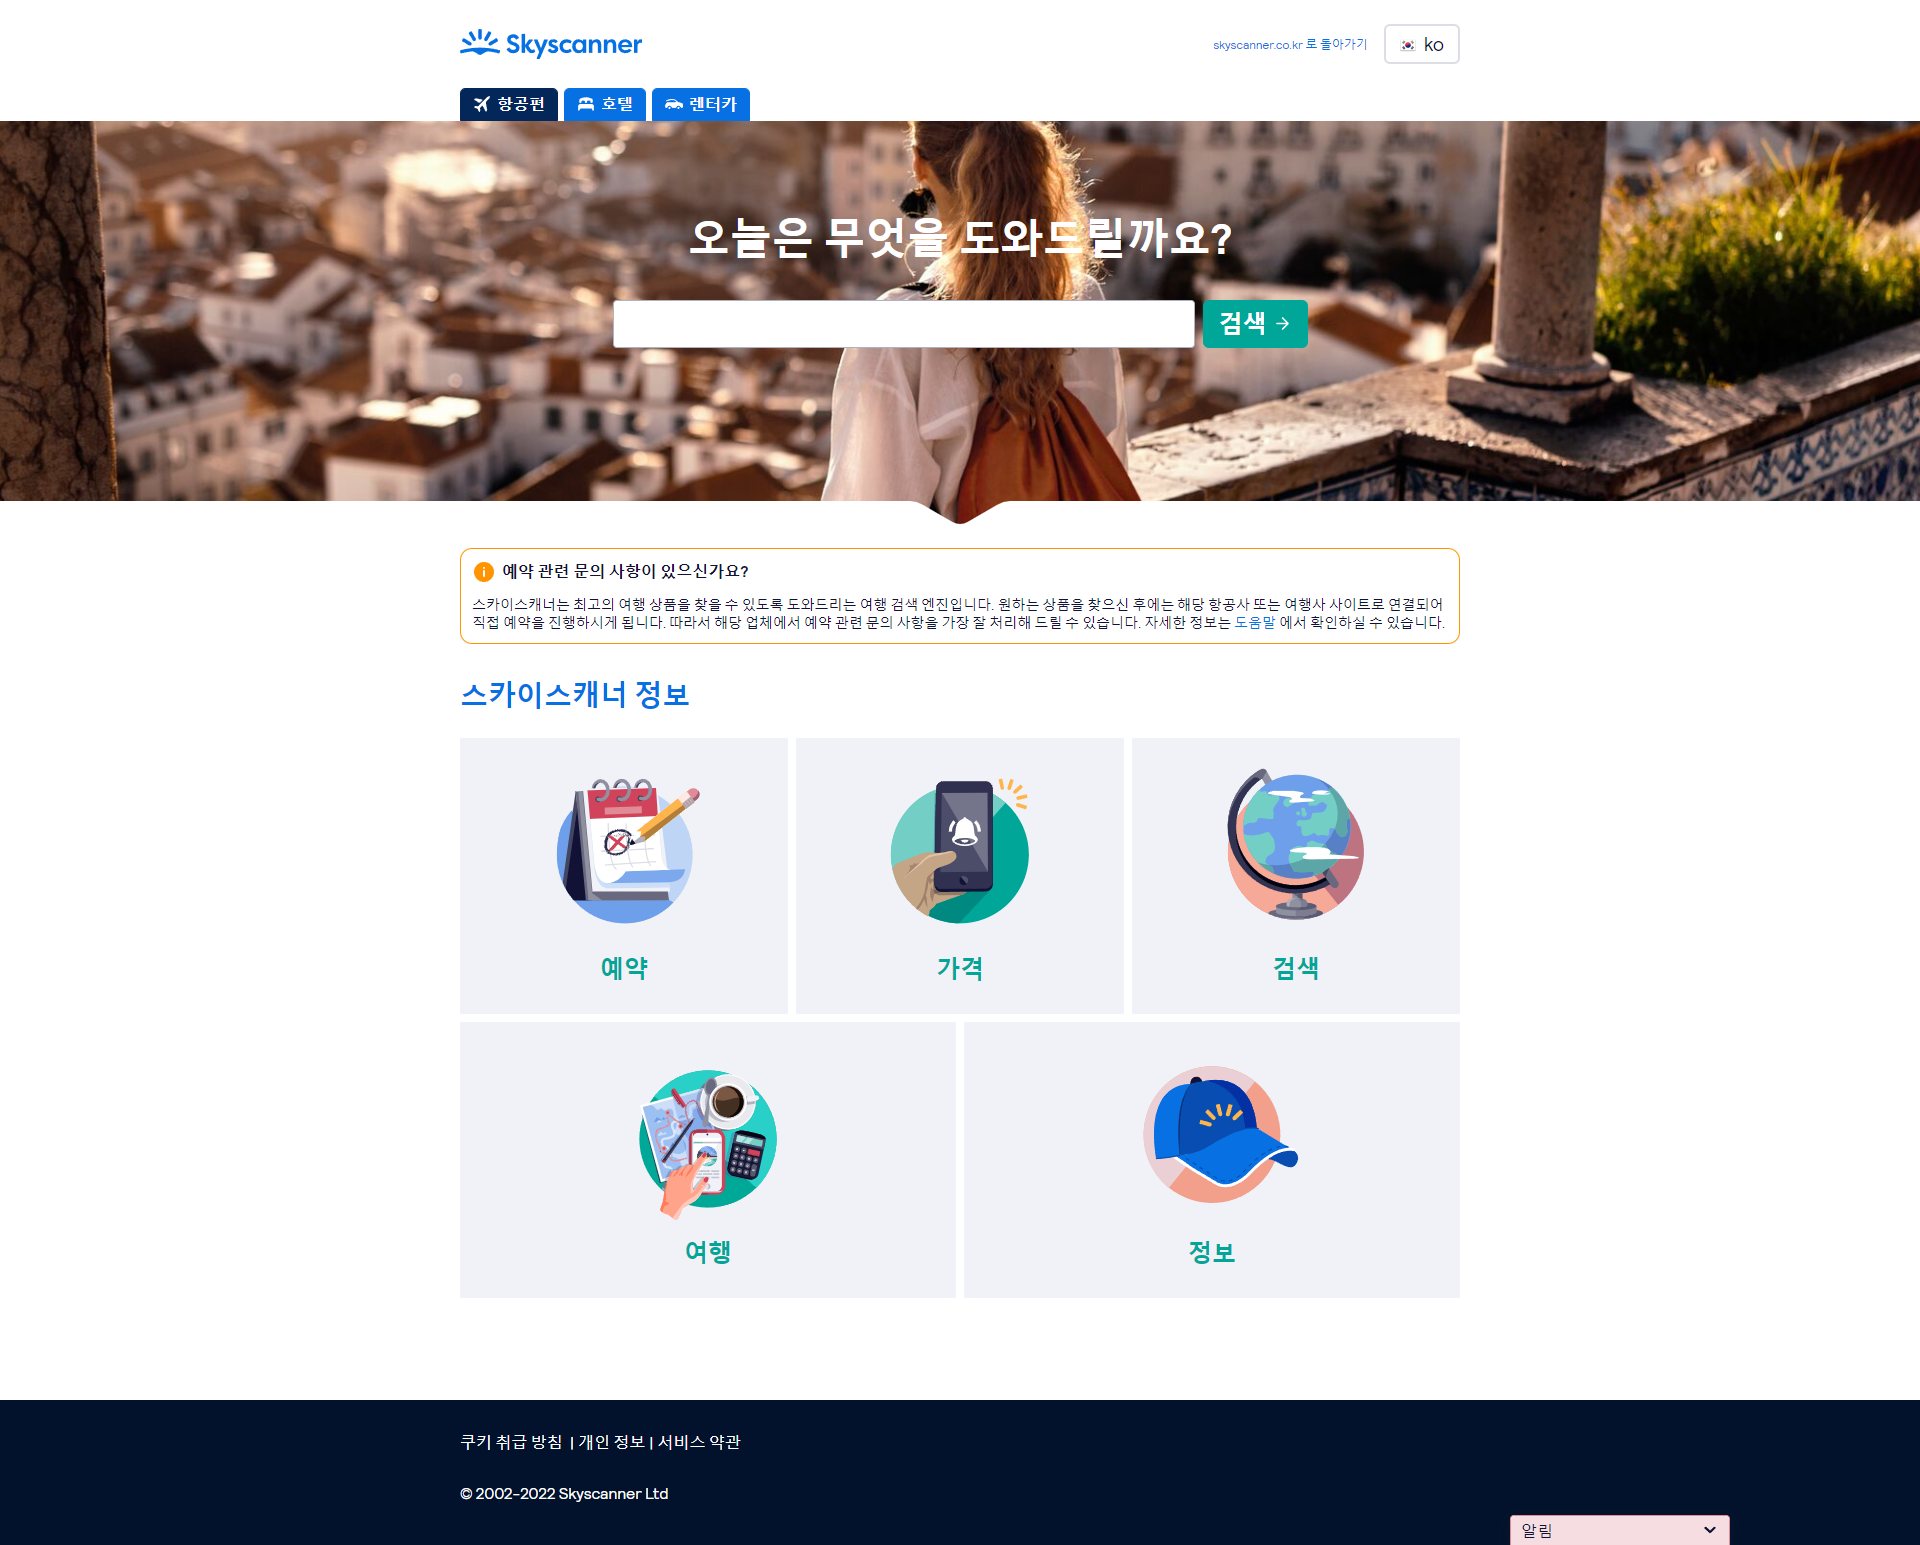 Skyscanner
skyscanner.co.kr 로 돌아가기
ko
항공편
호텔
렌터카
오늘은 무엇을 도와드릴까요?
검색
예약 관련 문의 사항이 있으신가요?
스카이스캐너는 최고의 여행 상품을 찾을 수 있도록 도와드리는 여행 검색 엔진입니다. 원하는 상품을 찾으신 후에는 해당 항공사 또는 여행사 사이트로 연결되어
직접 예약을 진행하시게 됩니다. 따라서 해당 업체에서 예약 관련 문의 사항을 가장 잘 처리해 드릴 수 있습니다. 자세한 정보는 도움말 에서 확인하실 수 있습니다.
스카이스캐너 정보
예약
가격
검색
여행
정보
쿠키 취급 방침 | 개인 정보 | 서비스 약관
© 2002-2022 Skyscanner Ltd
알림